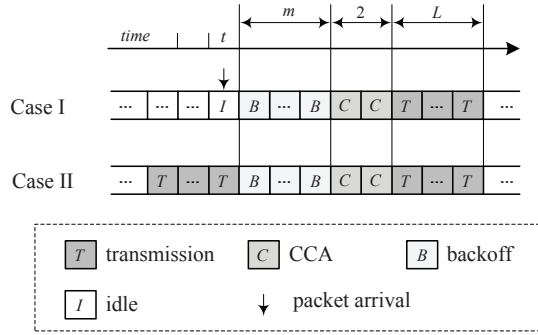 m 2 L
time t
Case I ... ... ... I B ... B C C T ... T ...
Case II ... T ... T B ... B C C T ... T ...
T transmission C CCA B backoff
I idle packet arrival